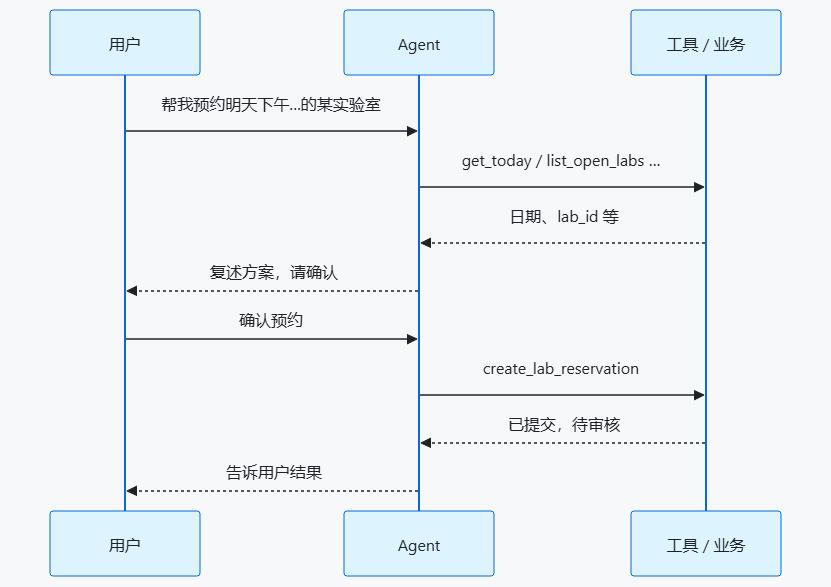 用户
Agent
工具 / 业务
帮我预约明天下午...的某实验室
get_today / list_open_labs ...
日期、lab_id 等
复述方案，请确认
确认预约
create_lab_reservation
已提交，待审核
告诉用户结果
用户
Agent
工具 / 业务